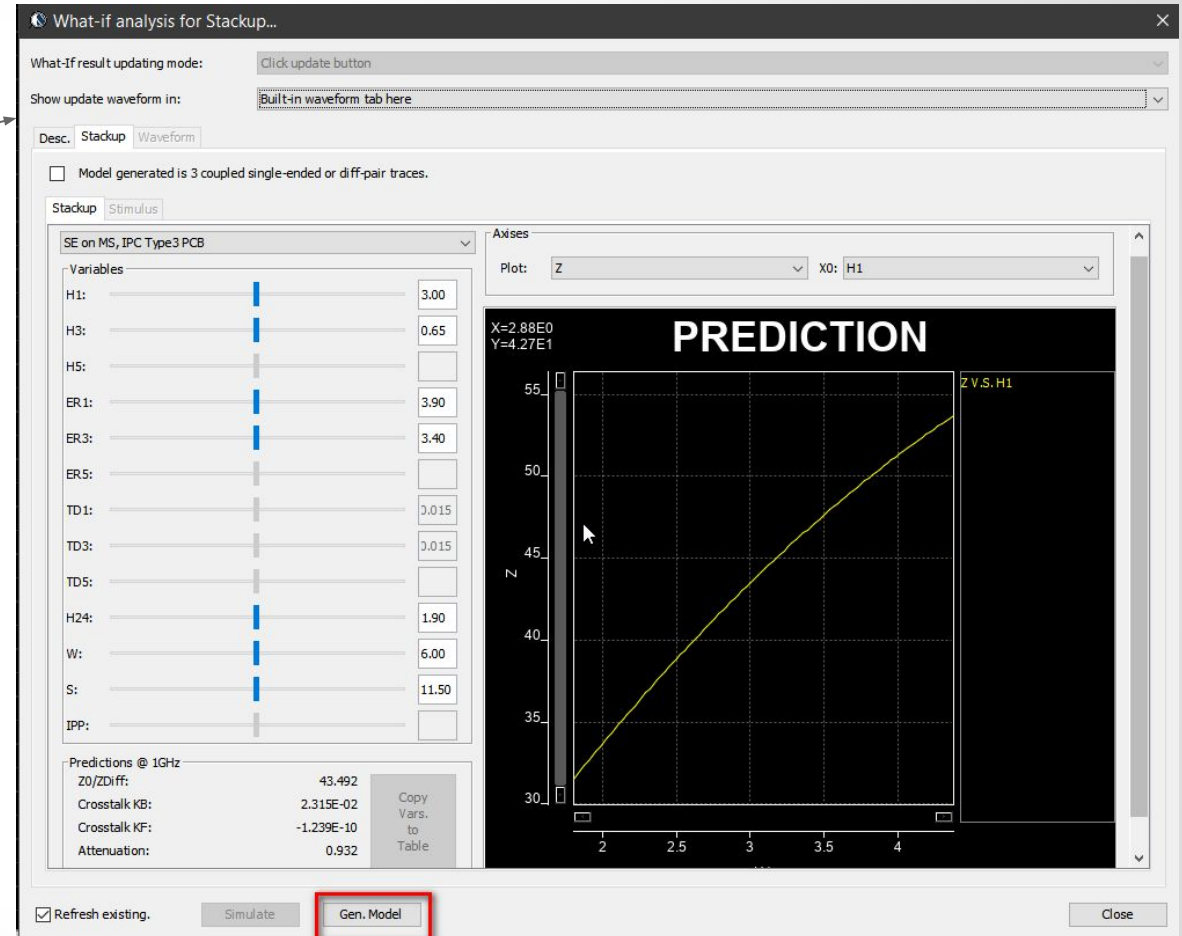 What-if analysis for Stackup...
What-If result updating mode: Click update button
Show update waveform in: Built-in waveform tab here
Desc. Stackup Waveform
Model generated is 3 coupled single-ended or diff-pair traces.
Stackup Stimulus
SE on MS, IPC Type3 PCB
Variables
H1: 3.00
H3: 0.65
H5:
ER1: 3.90
ER3: 3.40
ER5:
TD1: 0.015
TD3: 0.015
TD5:
H24: 1.90
W: 6.00
S: 11.50
IPP:
Predictions @ 1GHz
Z0/ZDiff: 43.492
Crosstalk KB: 2.315E-02
Crosstalk KF: -1.239E-10
Attenuation: 0.932
Copy
Vars.
to
Table
Axises
Plot: Z X0: H1
X=2.88E0
Y=4.27E1
PREDICTION
Z V.S. H1
55
50
45
Z
40
35
30
2 2.5 3 3.5 4
Refresh existing. Simulate Gen. Model Close